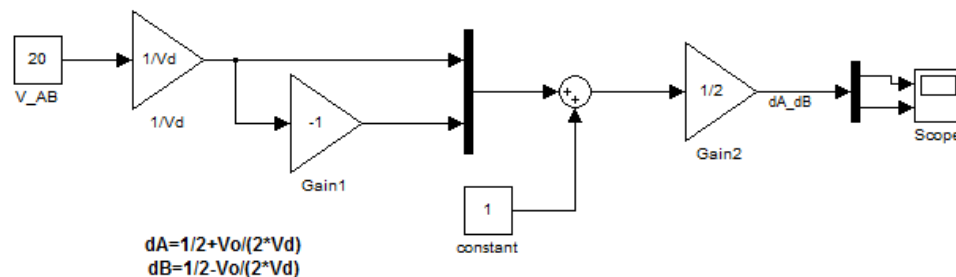 20
V_AB
1/Vd
1/Vd
-1
Gain1
1
constant
1/2
Gain2
dA_dB
Scope
dA=1/2+Vo/(2*Vd)
dB=1/2-Vo/(2*Vd)